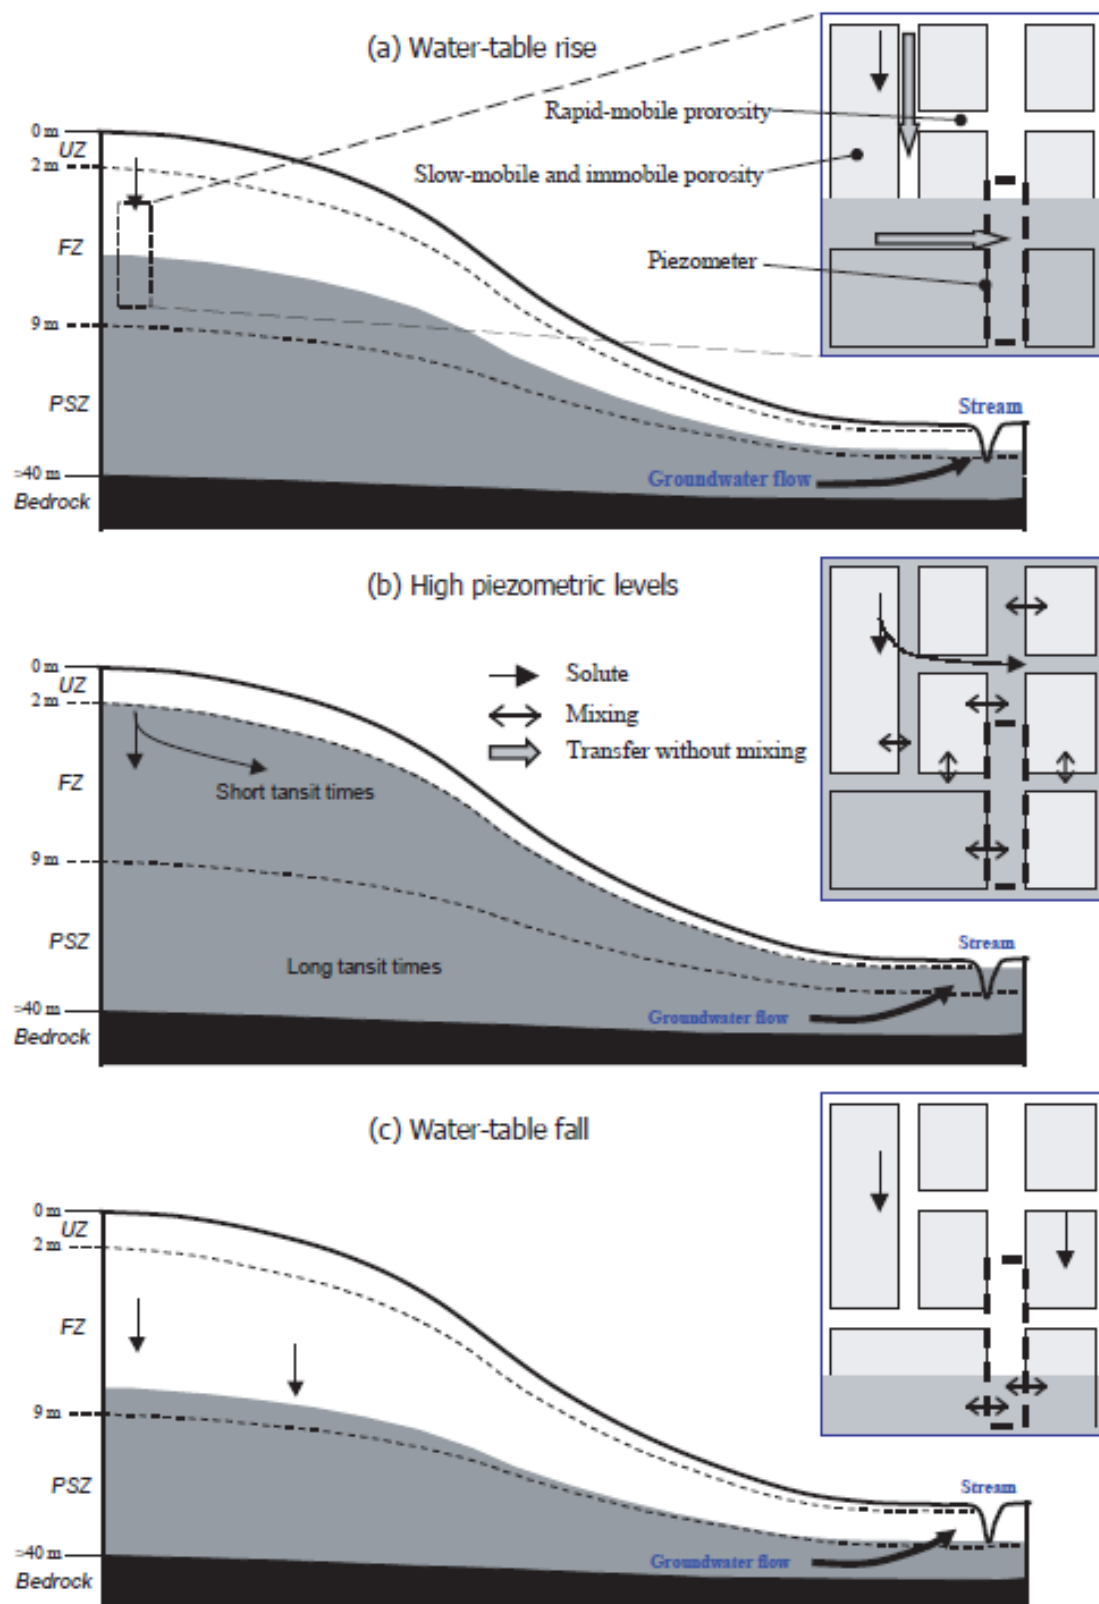 (a) Water-table rise
Rapid-mobile prorosity
Slow-mobile and immobile porosity
Piezometer
0 m
UZ
2 m
FZ
9 m
PSZ
≈40 m
Bedrock
Stream
Groundwater flow
(b) High piezometric levels
Solute
Mixing
Transfer without mixing
0 m
UZ
2 m
FZ
Short tansit times
9 m
PSZ
Long tansit times
≈40 m
Bedrock
Stream
Groundwater flow
(c) Water-table fall
0 m
UZ
2 m
FZ
9 m
PSZ
≈40 m
Bedrock
Stream
Groundwater flow